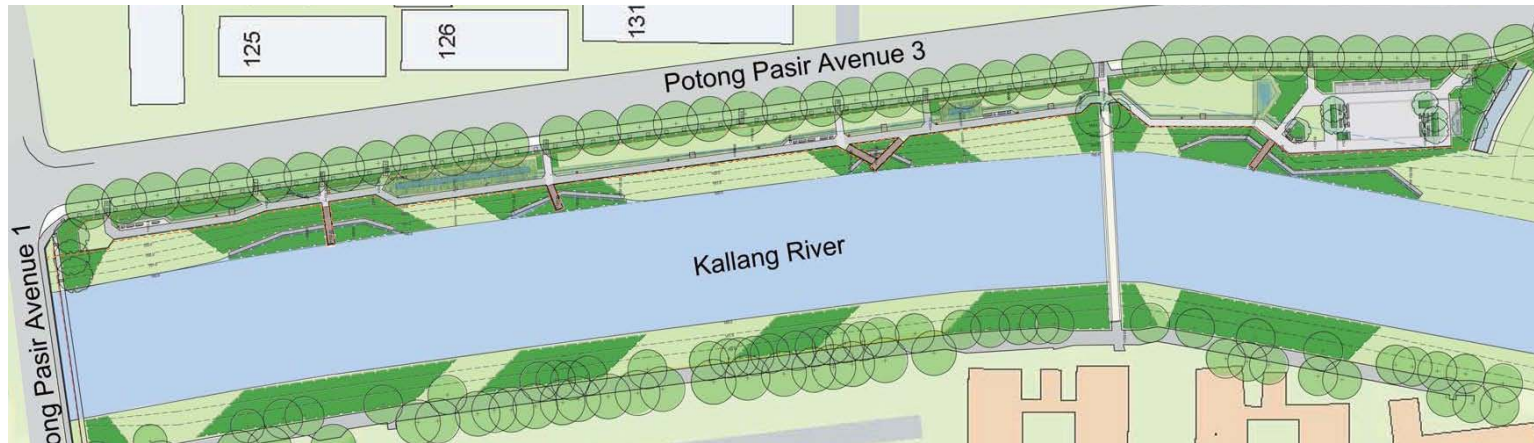 125
126
131
Potong Pasir Avenue 3
Kallang River
ong Pasir Avenue 1